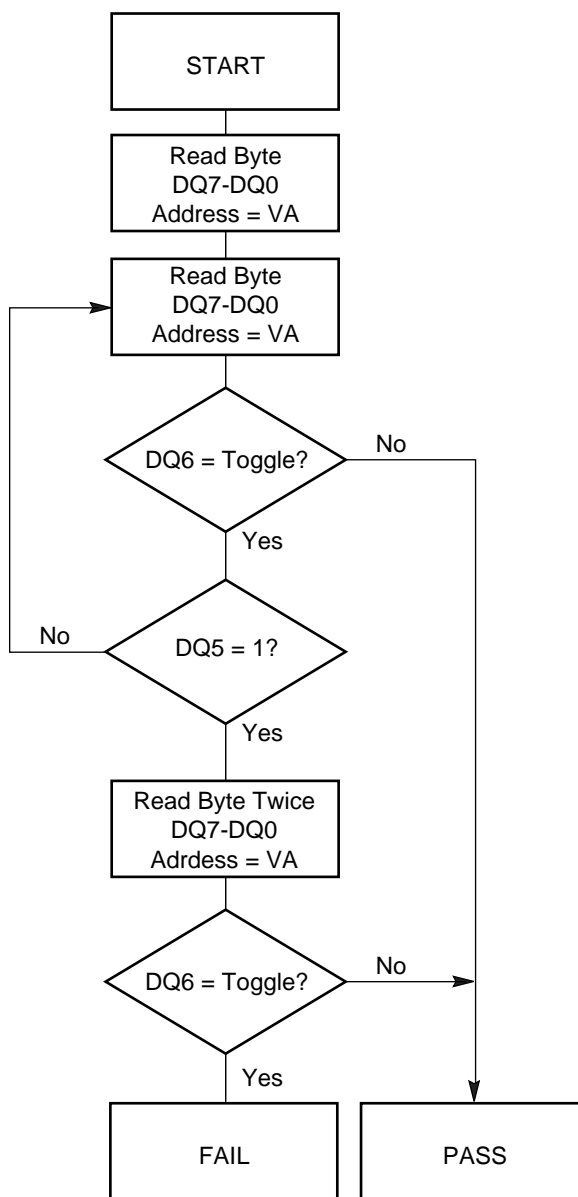 START
Read Byte
DQ7-DQ0
Address = VA
Read Byte
DQ7-DQ0
Address = VA
DQ6 = Toggle?
No
Yes
No
DQ5 = 1?
Yes
Read Byte Twice
DQ7-DQ0
Adrdess = VA
DQ6 = Toggle?
No
Yes
FAIL
PASS